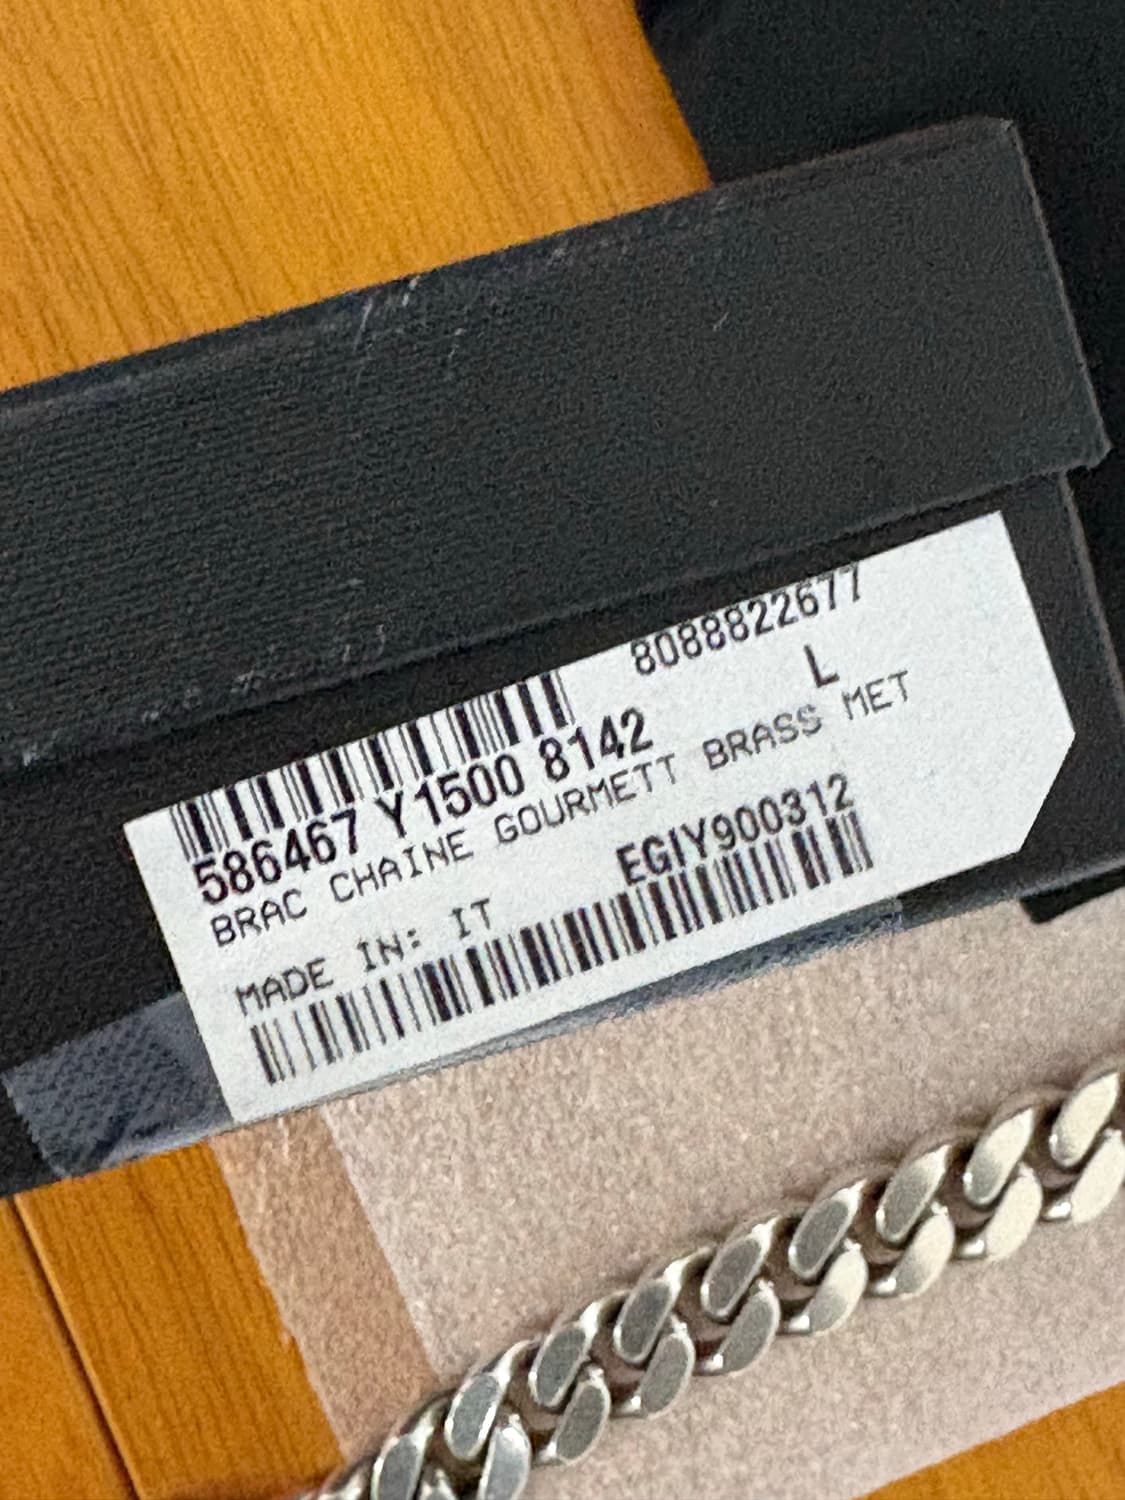 8088822677
L
586467 Y1500 8142
BRAC CHAINE GOURMETT BRASS MET
EGIY900312
MADE IN: IT